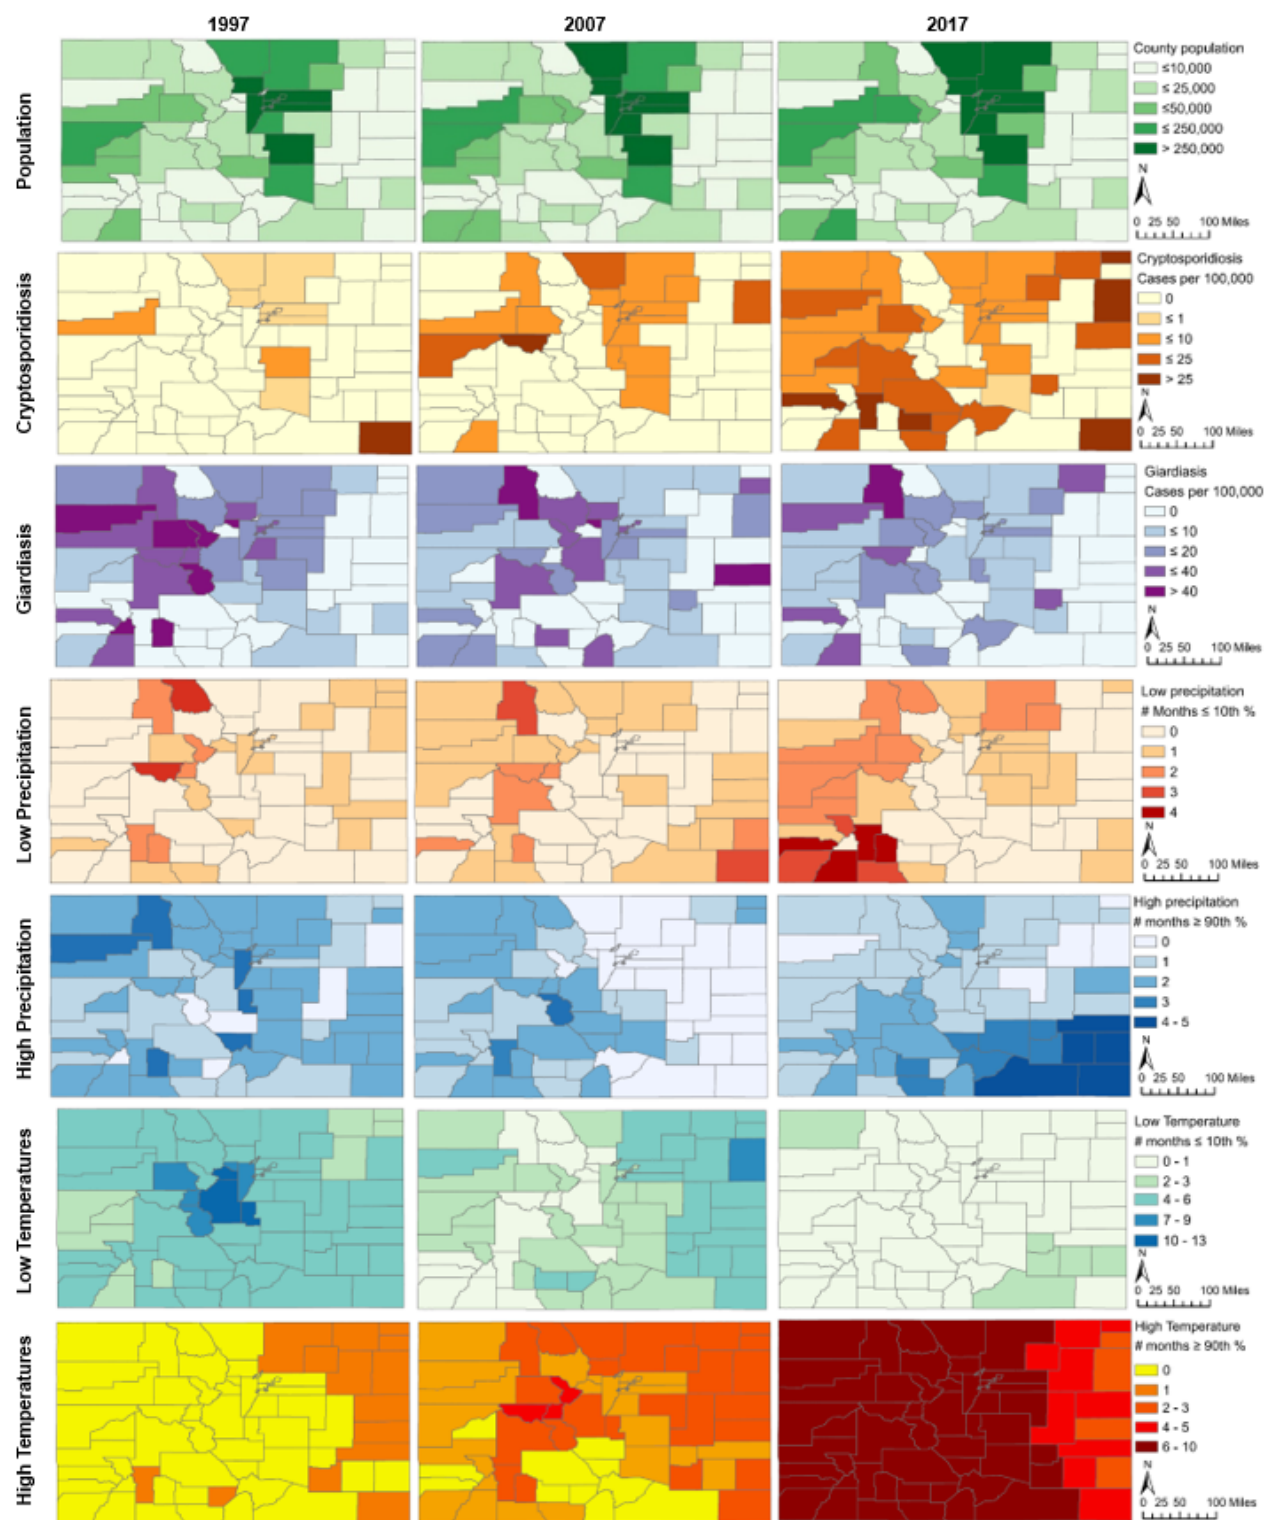 1997 2007 2017
Population
County population
≤10,000
≤ 25,000
≤50,000
≤ 250,000
> 250,000
N
0 25 50 100 Miles
Cryptosporidiosis
Cryptosporidiosis
Cases per 100,000
0
≤ 1
≤ 10
≤ 25
> 25
N
0 25 50 100 Miles
Giardiasis
Giardiasis
Cases per 100,000
0
≤ 10
≤ 20
≤ 40
> 40
N
0 25 50 100 Miles
Low Precipitation
Low precipitation
# Months ≤ 10th %
0
1
2
3
4
N
0 25 50 100 Miles
High Precipitation
High precipitation
# months ≥ 90th %
0
1
2
3
4 - 5
N
0 25 50 100 Miles
Low Temperatures
Low Temperature
# months ≤ 10th %
0 - 1
2 - 3
4 - 6
7 - 9
10 - 13
N
0 25 50 100 Miles
High Temperatures
High Temperature
# months ≥ 90th %
0
1
2 - 3
4 - 5
6 - 10
N
0 25 50 100 Miles